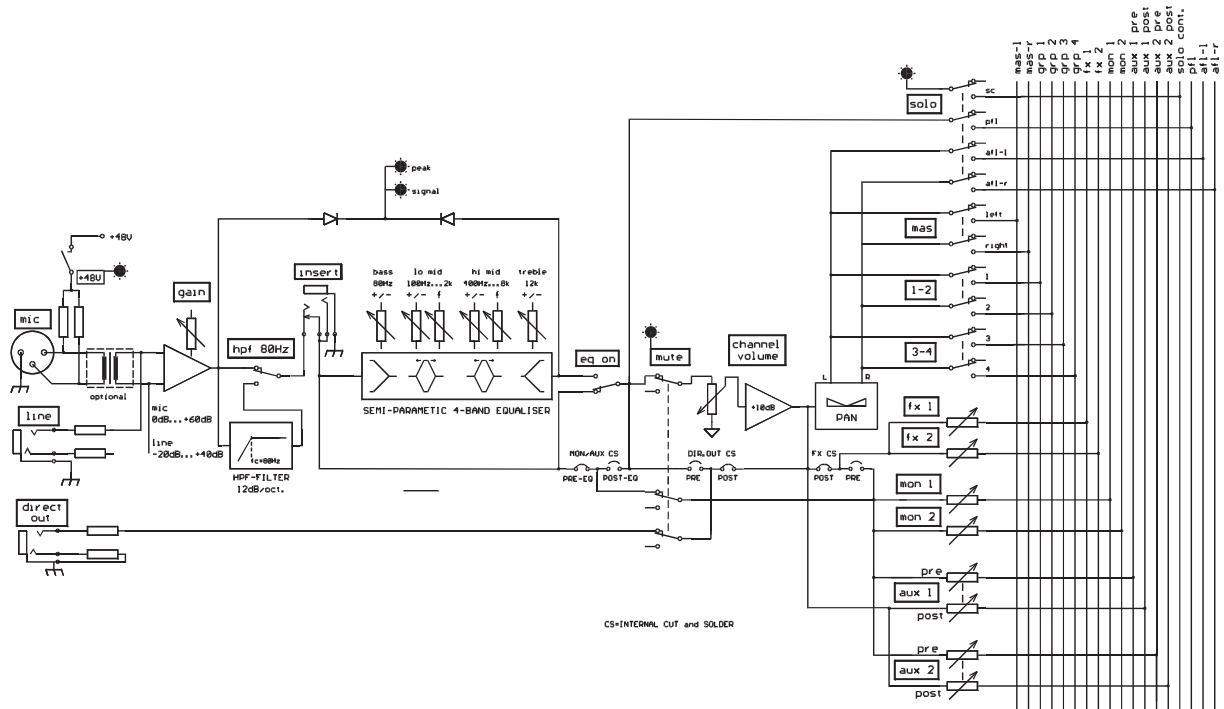 mas-l
mas-r
grp 1
grp 2
grp 3
grp 4
fx 1
fx 2
mon 1
mon 2
aux 1 pre
aux 1 post
aux 2 pre
aux 2 post
solo cont.
pfl
afl-l
afl-r
solo
sc
pfl
afl-l
afl-r
mas
left
right
1-2
1
2
3-4
3
4
peak
signal
+48V
+48V
mic
gain
hpf 80Hz
insert
bass
80Hz
+/-
lo mid
100Hz...2k
+/- f
hi mid
400Hz...8k
+/- f
treble
12k
+/-
SEMI-PARAMETIC 4-BAND EQUALISER
eq on
mute
channel
volume
+10dB
L
R
PAN
optional
mic
0dB...+60dB
line
-20dB...+40dB
line
fc=80Hz
HPF-FILTER
12dB/oct.
MON/AUX CS
PRE-EQ
POST-EQ
DIR.OUT CS
PRE
POST
FX CS
POST
PRE
fx 1
fx 2
mon 1
mon 2
direct
out
pre
aux 1
post
pre
aux 2
post
CS=INTERNAL CUT and SOLDER